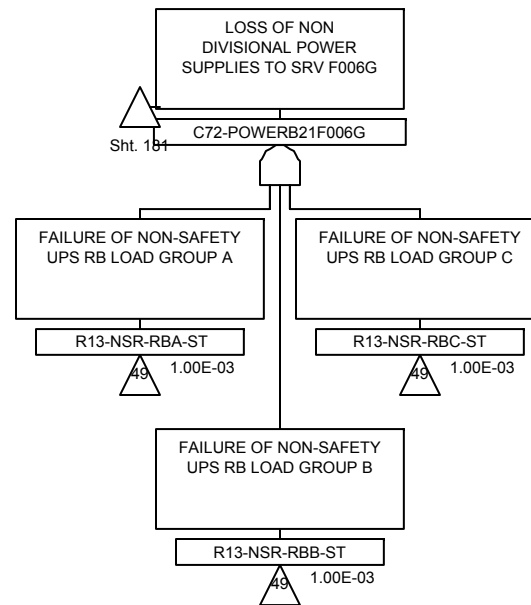 LOSS OF NON
DIVISIONAL POWER
SUPPLIES TO SRV F006G
C72-POWERB21F006G
Sht. 181
FAILURE OF NON-SAFETY
UPS RB LOAD GROUP A
R13-NSR-RBA-ST
49
1.00E-03
FAILURE OF NON-SAFETY
UPS RB LOAD GROUP C
R13-NSR-RBC-ST
49
1.00E-03
FAILURE OF NON-SAFETY
UPS RB LOAD GROUP B
R13-NSR-RBB-ST
49
1.00E-03